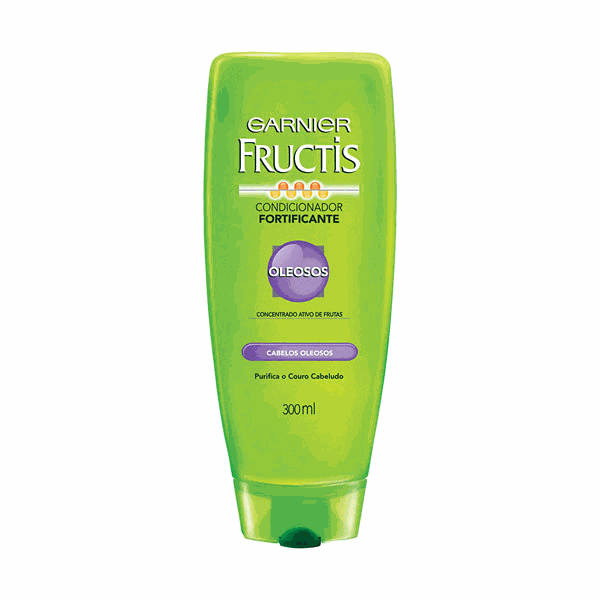 GARNIER
FRUCTiS
CONDICIONADOR
FORTIFICANTE
OLEOSOS
CONCENTRADO ATIVO DE FRUTAS
CABELOS OLEOSOS
Purifica o Couro Cabeludo
300ml